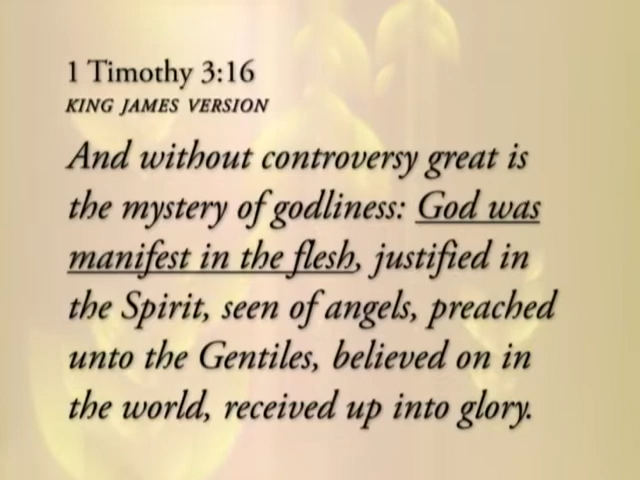 1 Timothy 3:16
KING JAMES VERSION
And without controversy great is
the mystery of godliness: God was
manifest in the flesh, justified in
the Spirit, seen of angels, preached
unto the Gentiles, believed on in
the world, received up into glory.